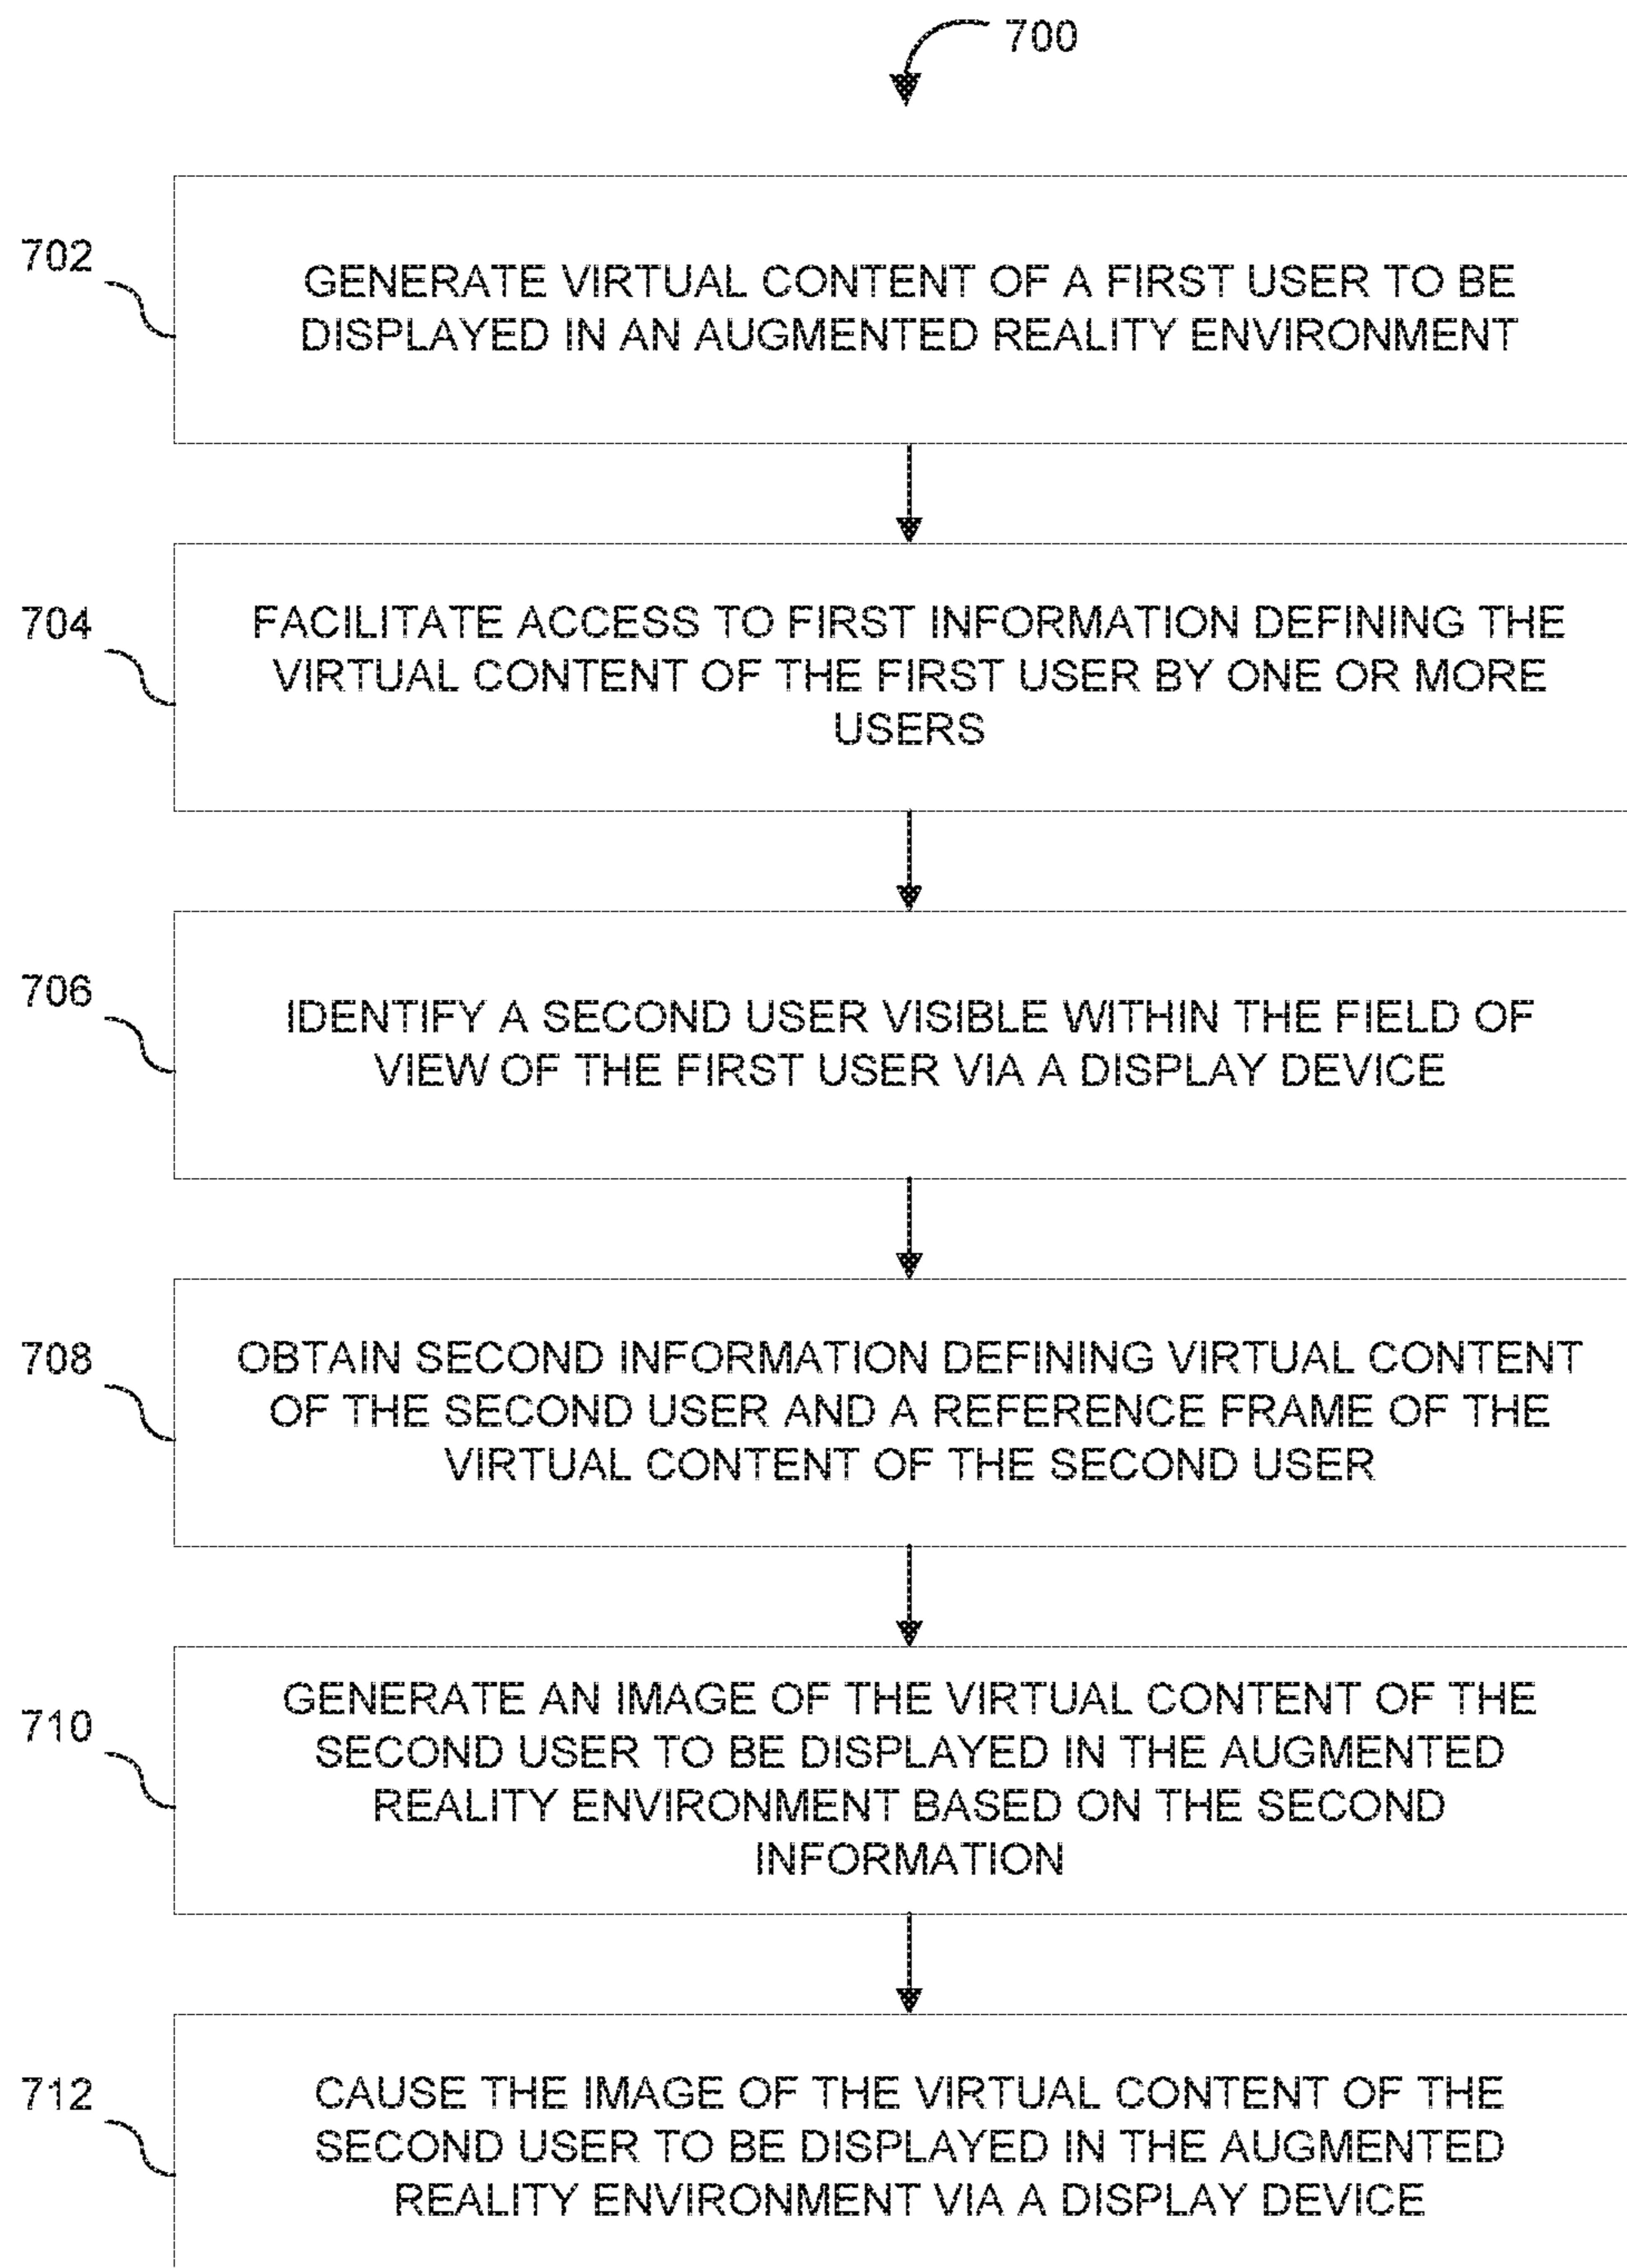 700
702
GENERATE VIRTUAL CONTENT OF A FIRST USER TO BE
DISPLAYED IN AN AUGMENTED REALITY ENVIRONMENT
704
FACILITATE ACCESS TO FIRST INFORMATION DEFINING THE
VIRTUAL CONTENT OF THE FIRST USER BY ONE OR MORE
USERS
706
IDENTIFY A SECOND USER VISIBLE WITHIN THE FIELD OF
VIEW OF THE FIRST USER VIA A DISPLAY DEVICE
708
OBTAIN SECOND INFORMATION DEFINING VIRTUAL CONTENT
OF THE SECOND USER AND A REFERENCE FRAME OF THE
VIRTUAL CONTENT OF THE SECOND USER
710
GENERATE AN IMAGE OF THE VIRTUAL CONTENT OF THE
SECOND USER TO BE DISPLAYED IN THE AUGMENTED
REALITY ENVIRONMENT BASED ON THE SECOND
INFORMATION
712
CAUSE THE IMAGE OF THE VIRTUAL CONTENT OF THE
SECOND USER TO BE DISPLAYED IN THE AUGMENTED
REALITY ENVIRONMENT VIA A DISPLAY DEVICE